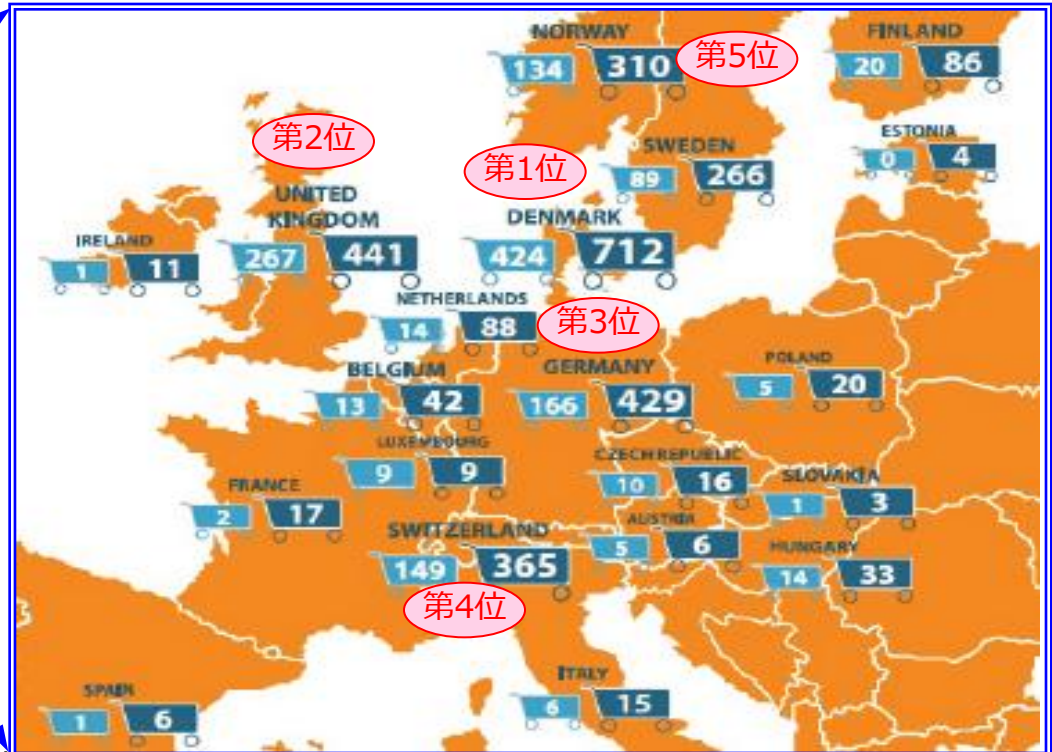 NORWAY
134 310
第5位
FINLAND
20 86
第2位
ESTONIA
0 4
第1位
SWEDEN
89 266
UNITED
KINGDOM
267 441
DENMARK
424 712
IRELAND
1 11
NETHERLANDS
14 88
第3位
BELGIUM
13 42
GERMANY
166 429
POLAND
5 20
LUXEMBOURG
9 9
CZECH REPUBLIC
10 16
SLOVAKIA
1 3
FRANCE
2 17
SWITZERLAND
149 365
第4位
AUSTRIA
5 6
HUNGARY
14 33
ITALY
6 15
SPAIN
1 6